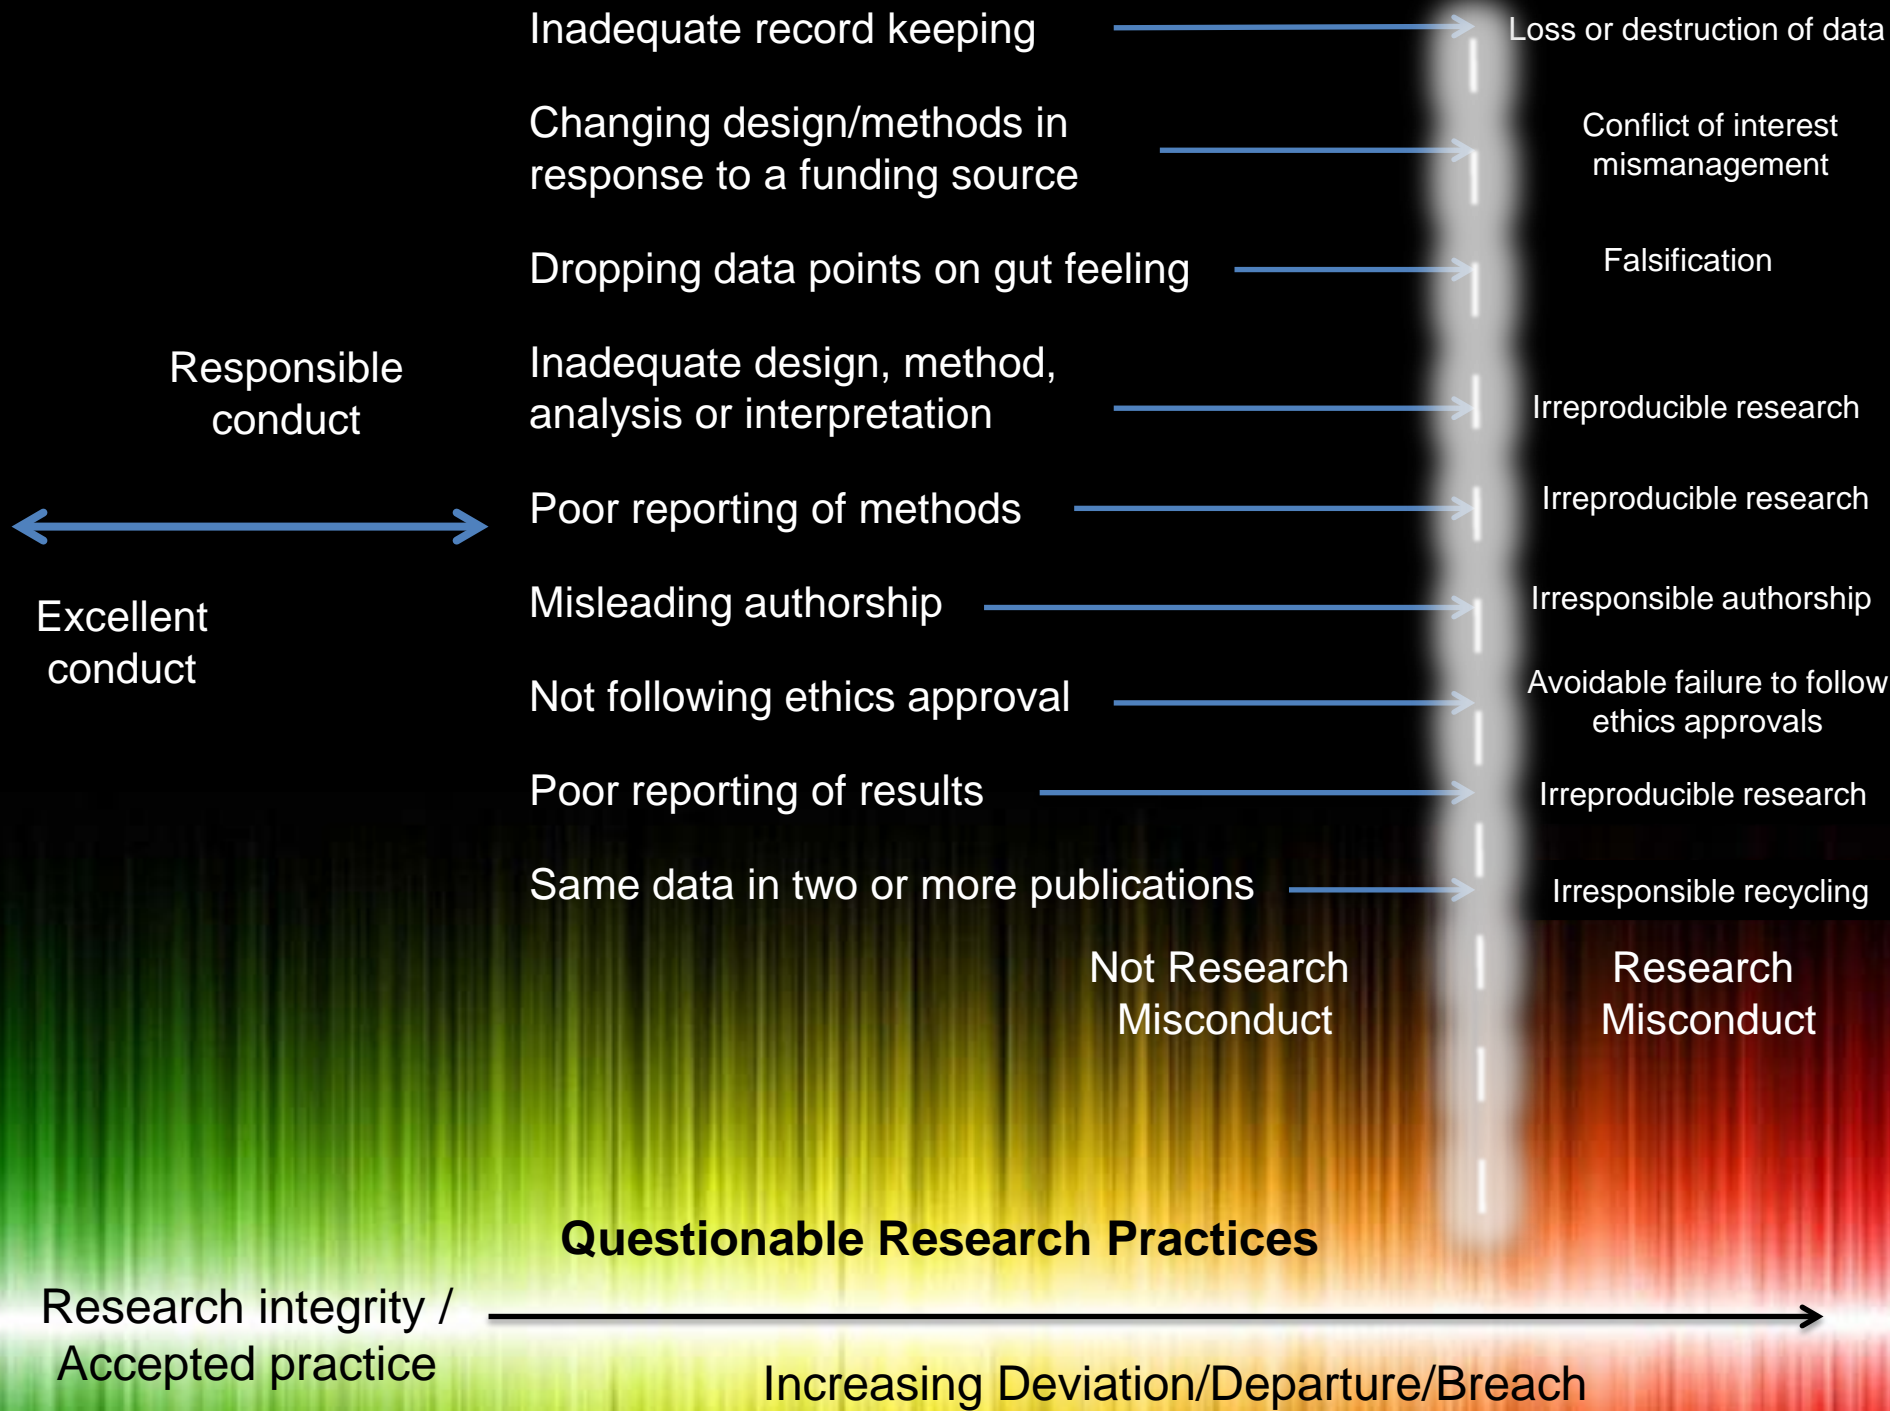 Inadequate record keeping
Loss or destruction of data
Changing design/methods in
response to a funding source
Conflict of interest
mismanagement
Dropping data points on gut feeling
Falsification
Responsible
conduct
Inadequate design, method,
analysis or interpretation
Irreproducible research
Poor reporting of methods
Irreproducible research
Excellent
conduct
Misleading authorship
Irresponsible authorship
Not following ethics approval
Avoidable failure to follow
ethics approvals
Poor reporting of results
Irreproducible research
Same data in two or more publications
Irresponsible recycling
Not Research
Misconduct
Research
Misconduct
Questionable Research Practices
Research integrity /
Accepted practice
Increasing Deviation/Departure/Breach